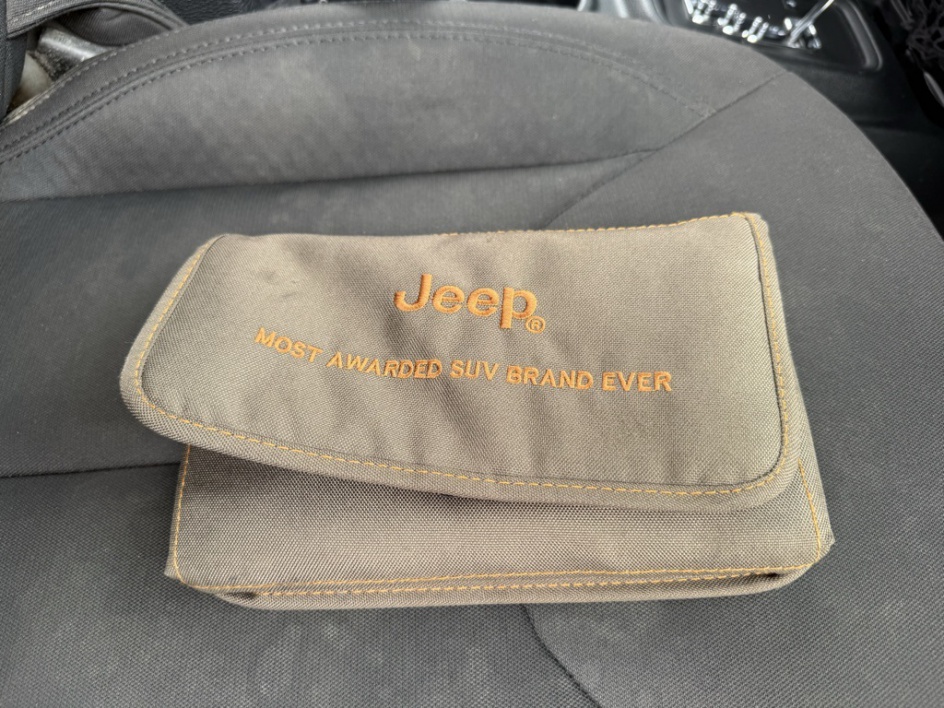 Jeep®
MOST AWARDED SUV BRAND EVER